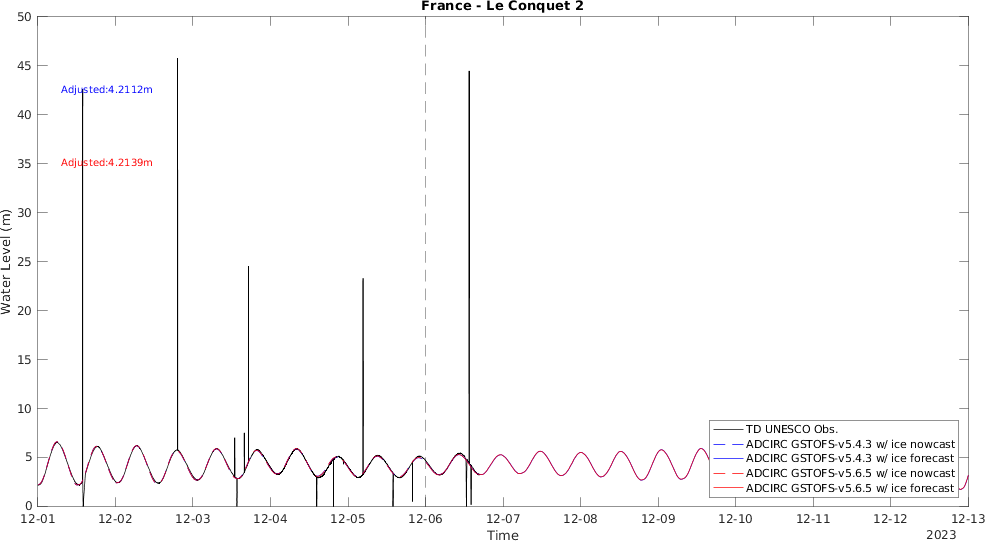 France - Le Conquet 2
Water Level (m)
50
45
40
35
30
25
20
15
10
5
0
Adjusted:4.2112m
Adjusted:4.2139m
TD UNESCO Obs.
ADCIRC GSTOFS-v5.4.3 w/ ice nowcast
ADCIRC GSTOFS-v5.4.3 w/ ice forecast
ADCIRC GSTOFS-v5.6.5 w/ ice nowcast
ADCIRC GSTOFS-v5.6.5 w/ ice forecast
12-01 12-02 12-03 12-04 12-05 12-06 12-07 12-08 12-09 12-10 12-11 12-12 12-13
Time
2023